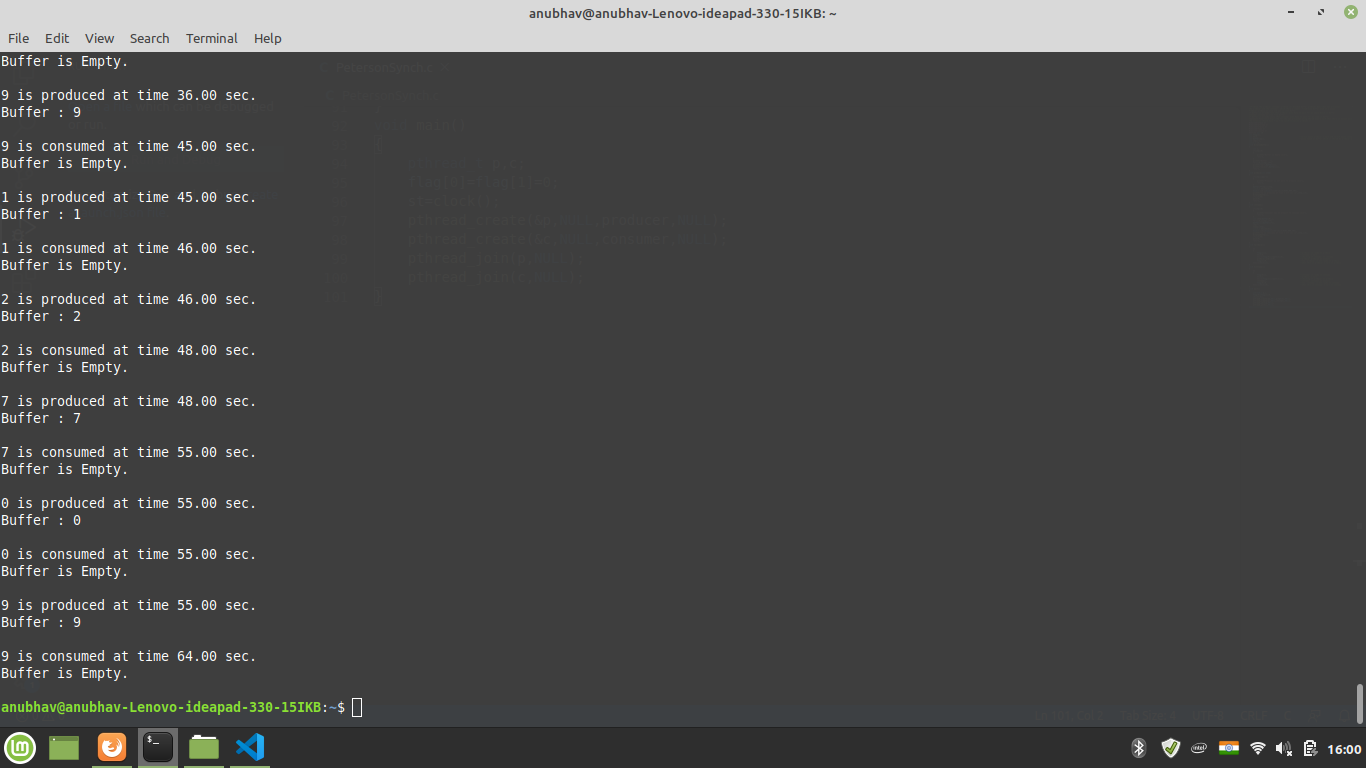 anubhav@anubhav-Lenovo-ideapad-330-15IKB: ~
File Edit View Search Terminal Help
Buffer is Empty.
9 is produced at time 36.00 sec.
Buffer : 9
9 is consumed at time 45.00 sec.
Buffer is Empty.
1 is produced at time 45.00 sec.
Buffer : 1
1 is consumed at time 46.00 sec.
Buffer is Empty.
2 is produced at time 46.00 sec.
Buffer : 2
2 is consumed at time 48.00 sec.
Buffer is Empty.
7 is produced at time 48.00 sec.
Buffer : 7
7 is consumed at time 55.00 sec.
Buffer is Empty.
0 is produced at time 55.00 sec.
Buffer : 0
0 is consumed at time 55.00 sec.
Buffer is Empty.
9 is produced at time 55.00 sec.
Buffer : 9
9 is consumed at time 64.00 sec.
Buffer is Empty.
anubhav@anubhav-Lenovo-ideapad-330-15IKB:~$
16:00